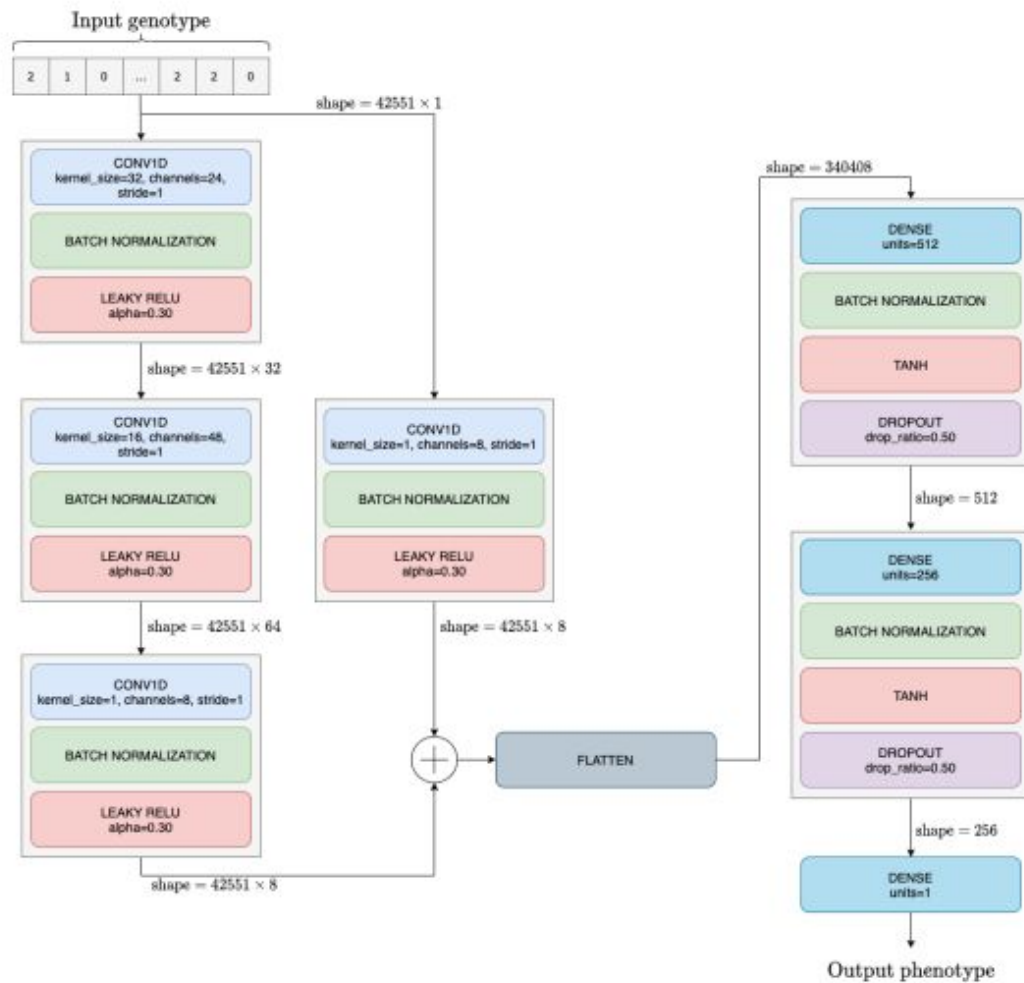 Input genotype
2 1 0 ... 2 2 0
shape = 42551 × 1
CONV1D
kernel_size=32, channels=24,
stride=1
BATCH NORMALIZATION
LEAKY RELU
alpha=0.30
shape = 42551 × 32
CONV1D
kernel_size=16, channels=48,
stride=1
BATCH NORMALIZATION
LEAKY RELU
alpha=0.30
shape = 42551 × 64
CONV1D
kernel_size=1, channels=8, stride=1
BATCH NORMALIZATION
LEAKY RELU
alpha=0.30
shape = 42551 × 8
CONV1D
kernel_size=1, channels=8, stride=1
BATCH NORMALIZATION
LEAKY RELU
alpha=0.30
shape = 42551 × 8
FLATTEN
shape = 340408
DENSE
units=512
BATCH NORMALIZATION
TANH
DROPOUT
drop_ratio=0.50
shape = 512
DENSE
units=256
BATCH NORMALIZATION
TANH
DROPOUT
drop_ratio=0.50
shape = 256
DENSE
units=1
Output phenotype